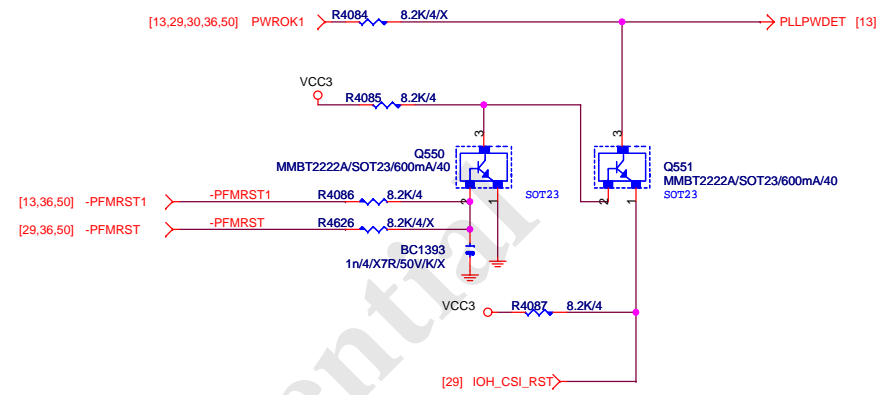 [13,29,30,36,50] PWROK1 R4084 8.2K/4/X PLLPWDET [13]
VCC3
R4085 8.2K/4
3 3
Q550
MMBT2222A/SOT23/600mA/40
SOT23
Q551
MMBT2222A/SOT23/600mA/40
SOT23
2 1 2 1
[13,36,50] -PFMRST1 -PFMRST1 R4086 8.2K/4
[29,36,50] -PFMRST -PFMRST R4626 8.2K/4/X
BC1393
1n/4/X7R/50V/K/X
VCC3 R4087 8.2K/4
[29] IOH_CSI_RST
ential